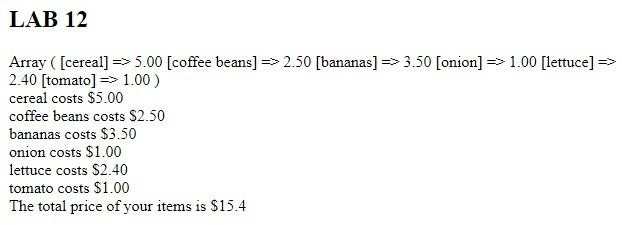 LAB 12
Array ( [cereal] => 5.00 [coffee beans] => 2.50 [bananas] => 3.50 [onion] => 1.00 [lettuce] =>
2.40 [tomato] => 1.00 )
cereal costs $5.00
coffee beans costs $2.50
bananas costs $3.50
onion costs $1.00
lettuce costs $2.40
tomato costs $1.00
The total price of your items is $15.4